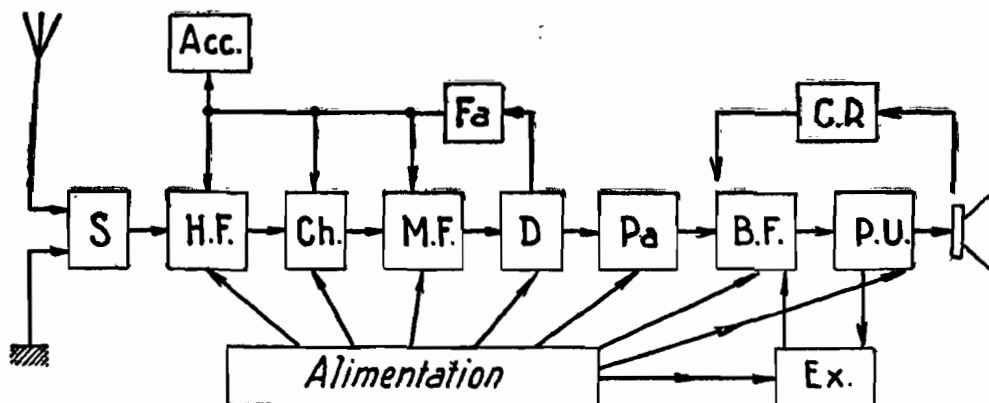 Acc.
Fa
C.R
S
H.F.
Ch.
M.F.
D
Pa
B.F.
P.U.
Alimentation
Ex.